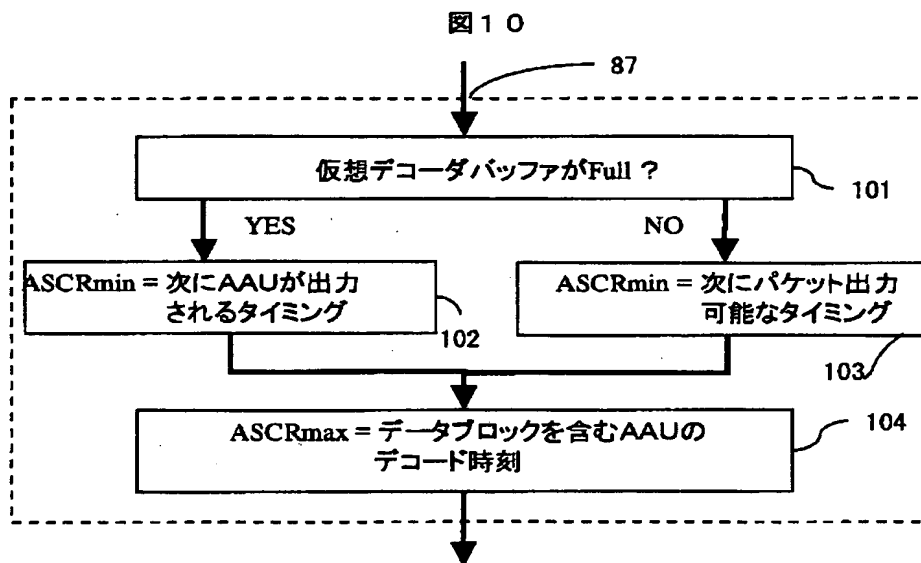 図10
87
仮想デコーダバッファがFull？
101
YES
NO
ASCRmin = 次にAAUが出力
されるタイミング
102
ASCRmin = 次にパケット出力
可能なタイミング
103
ASCRmax = データブロックを含むAAUの
デコード時刻
104